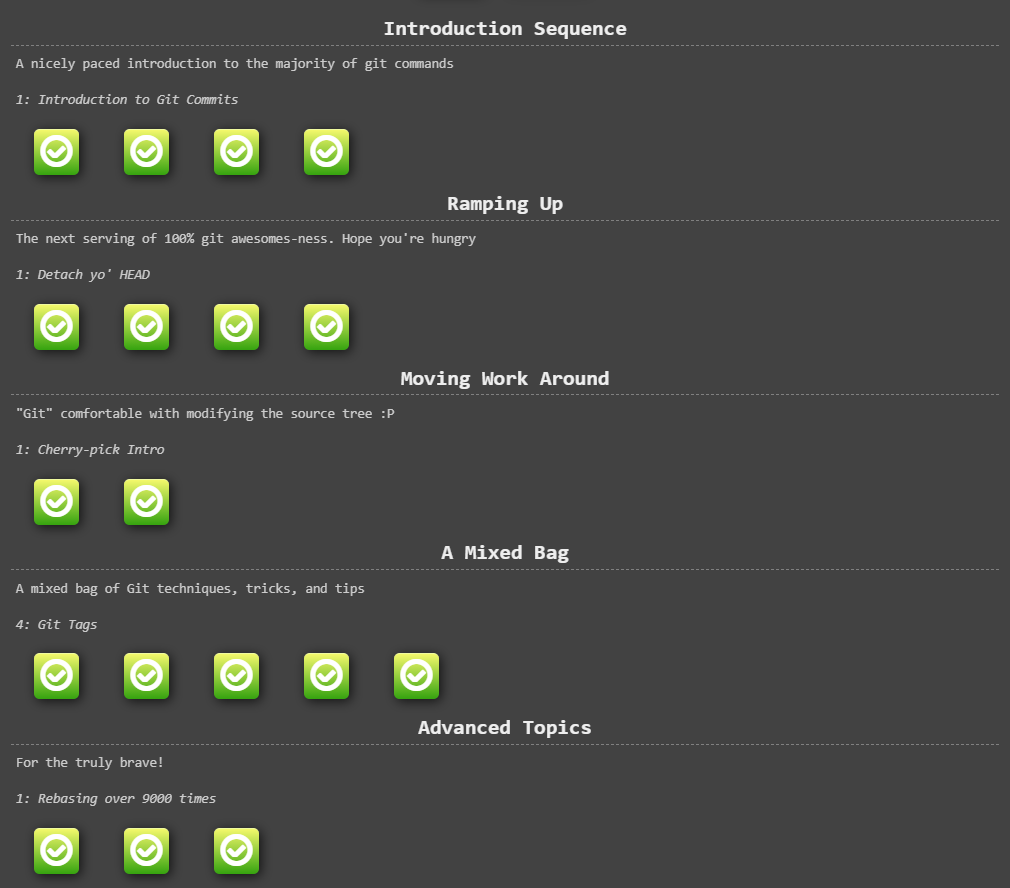 Introduction Sequence
A nicely paced introduction to the majority of git commands
1: Introduction to Git Commits
Ramping Up
The next serving of 100% git awesomes-ness. Hope you're hungry
1: Detach yo' HEAD
Moving Work Around
"Git" comfortable with modifying the source tree :P
1: Cherry-pick Intro
A Mixed Bag
A mixed bag of Git techniques, tricks, and tips
4: Git Tags
Advanced Topics
For the truly brave!
1: Rebasing over 9000 times